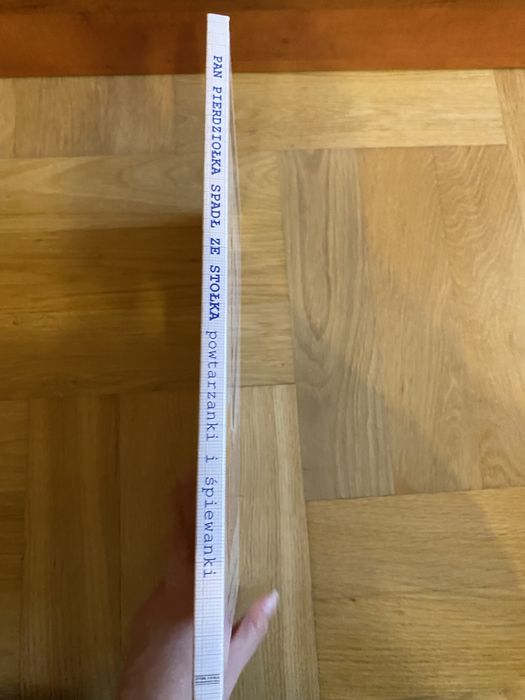 PAN PIERDZIOŁKA SPADŁ ZE STOŁKA powtarzanki i śpiewanki